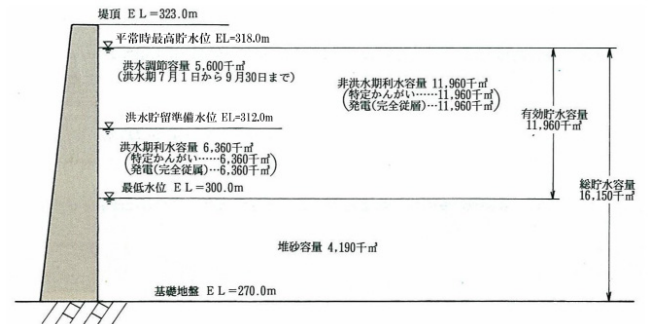 堤頂 EL=323.0m
平常時最高貯水位 EL=318.0m
洪水調節容量 5,600千㎥
(洪水期7月1日から9月30日まで)
非洪水期利水容量 11,960千㎥
(特定かんがい……11,960千㎥
発電(完全従層)…11,960千㎥)
有効貯水容量
11,960千㎥
洪水貯留準備水位 EL=312.0m
洪水期利水容量 6,360千㎥
(特定かんがい……6,360千㎥
発電(完全従属)…6,360千㎥)
最低水位 EL=300.0m
総貯水容量
16,150千㎥
堆砂容量 4,190千㎥
基礎地盤 EL=270.0m